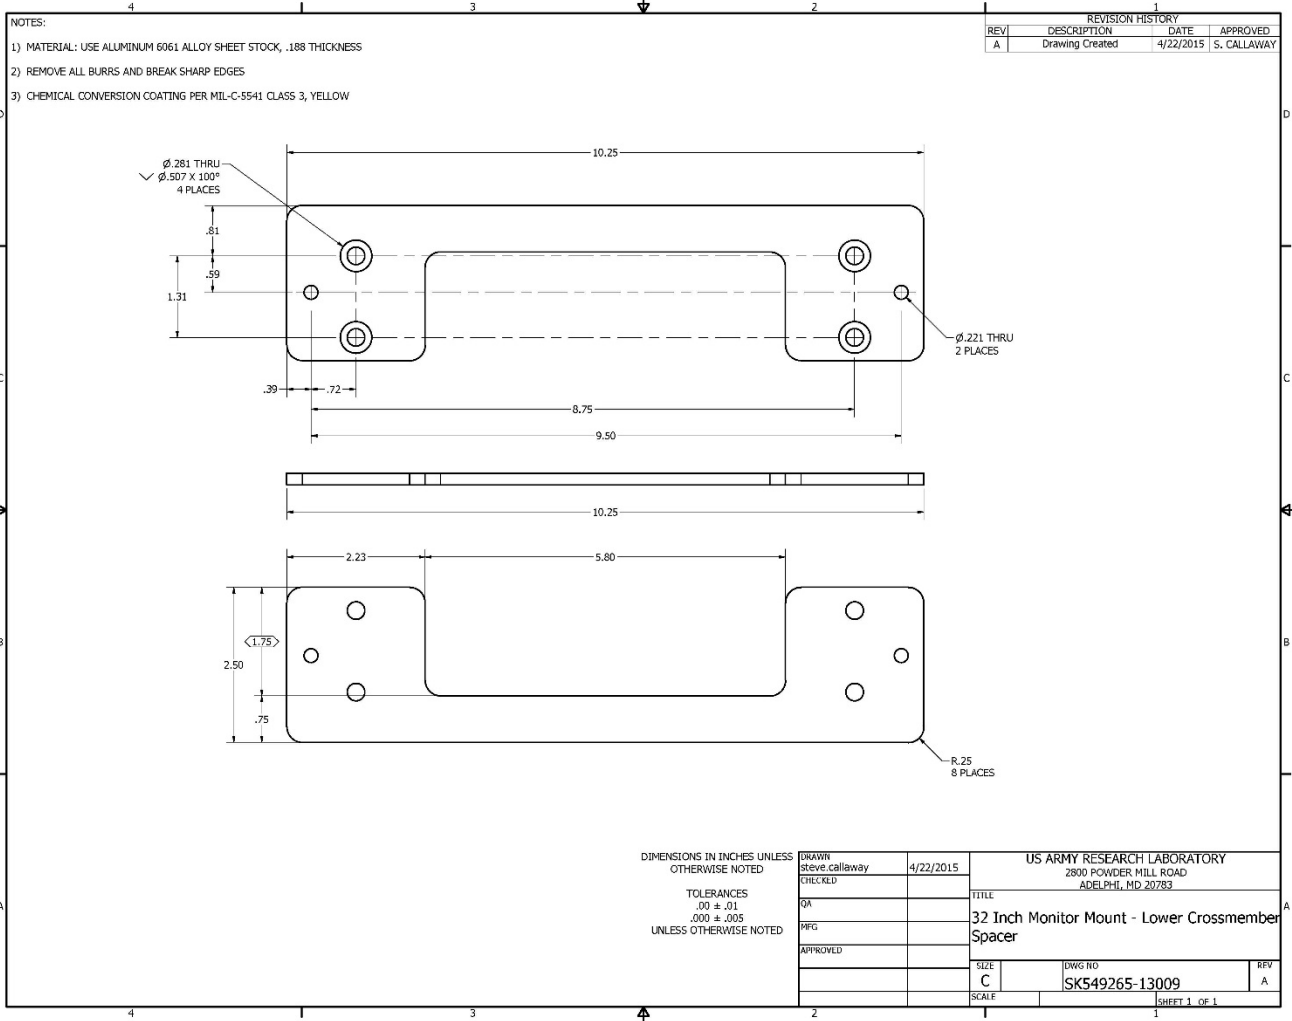 4 3 2 1
NOTES:
1) MATERIAL: USE ALUMINUM 6061 ALLOY SHEET STOCK, .188 THICKNESS
2) REMOVE ALL BURRS AND BREAK SHARP EDGES
3) CHEMICAL CONVERSION COATING PER MIL-C-5541 CLASS 3, YELLOW
REVISION HISTORY
REV DESCRIPTION DATE APPROVED
A Drawing Created 4/22/2015 S. CALLAWAY
D D
10.25
Ø.281 THRU
⌵ Ø.507 X 100°
4 PLACES
.81
.59
1.31
Ø.221 THRU
2 PLACES
C C
.39 .72
8.75
9.50
10.25
2.23 5.80
1.75
B B
2.50
.75
R.25
8 PLACES
DIMENSIONS IN INCHES UNLESS
OTHERWISE NOTED
TOLERANCES
.00 ± .01
.000 ± .005
UNLESS OTHERWISE NOTED
DRAWN
steve.callaway 4/22/2015
CHECKED
QA
MFG
APPROVED
US ARMY RESEARCH LABORATORY
2800 POWDER MILL ROAD
ADELPHI, MD 20783
TITLE
32 Inch Monitor Mount - Lower Crossmember
Spacer
A A
SIZE DWG NO REV
C SK549265-13009 A
SCALE SHEET 1 OF 1
4 3 2 1